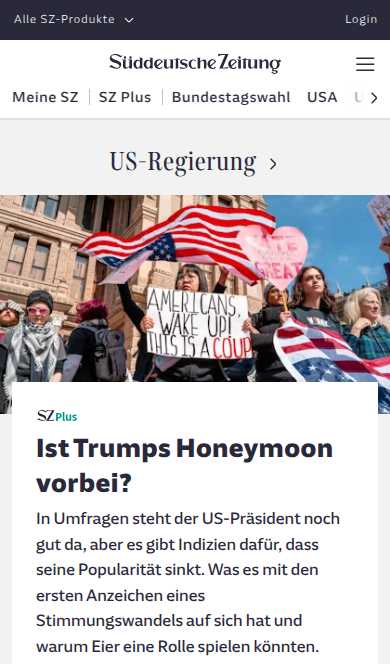 Alle SZ-Produkte
Login
Süddeutsche Zeitung
Meine SZ
SZ Plus
Bundestagswahl
USA
US-Regierung
GREAT
AMERICANS,
WAKE UP!
THIS IS A COUP
SZ Plus
Ist Trumps Honeymoon
vorbei?
In Umfragen steht der US-Präsident noch
gut da, aber es gibt Indizien dafür, dass
seine Popularität sinkt. Was es mit den
ersten Anzeichen eines
Stimmungswandels auf sich hat und
warum Eier eine Rolle spielen könnten.